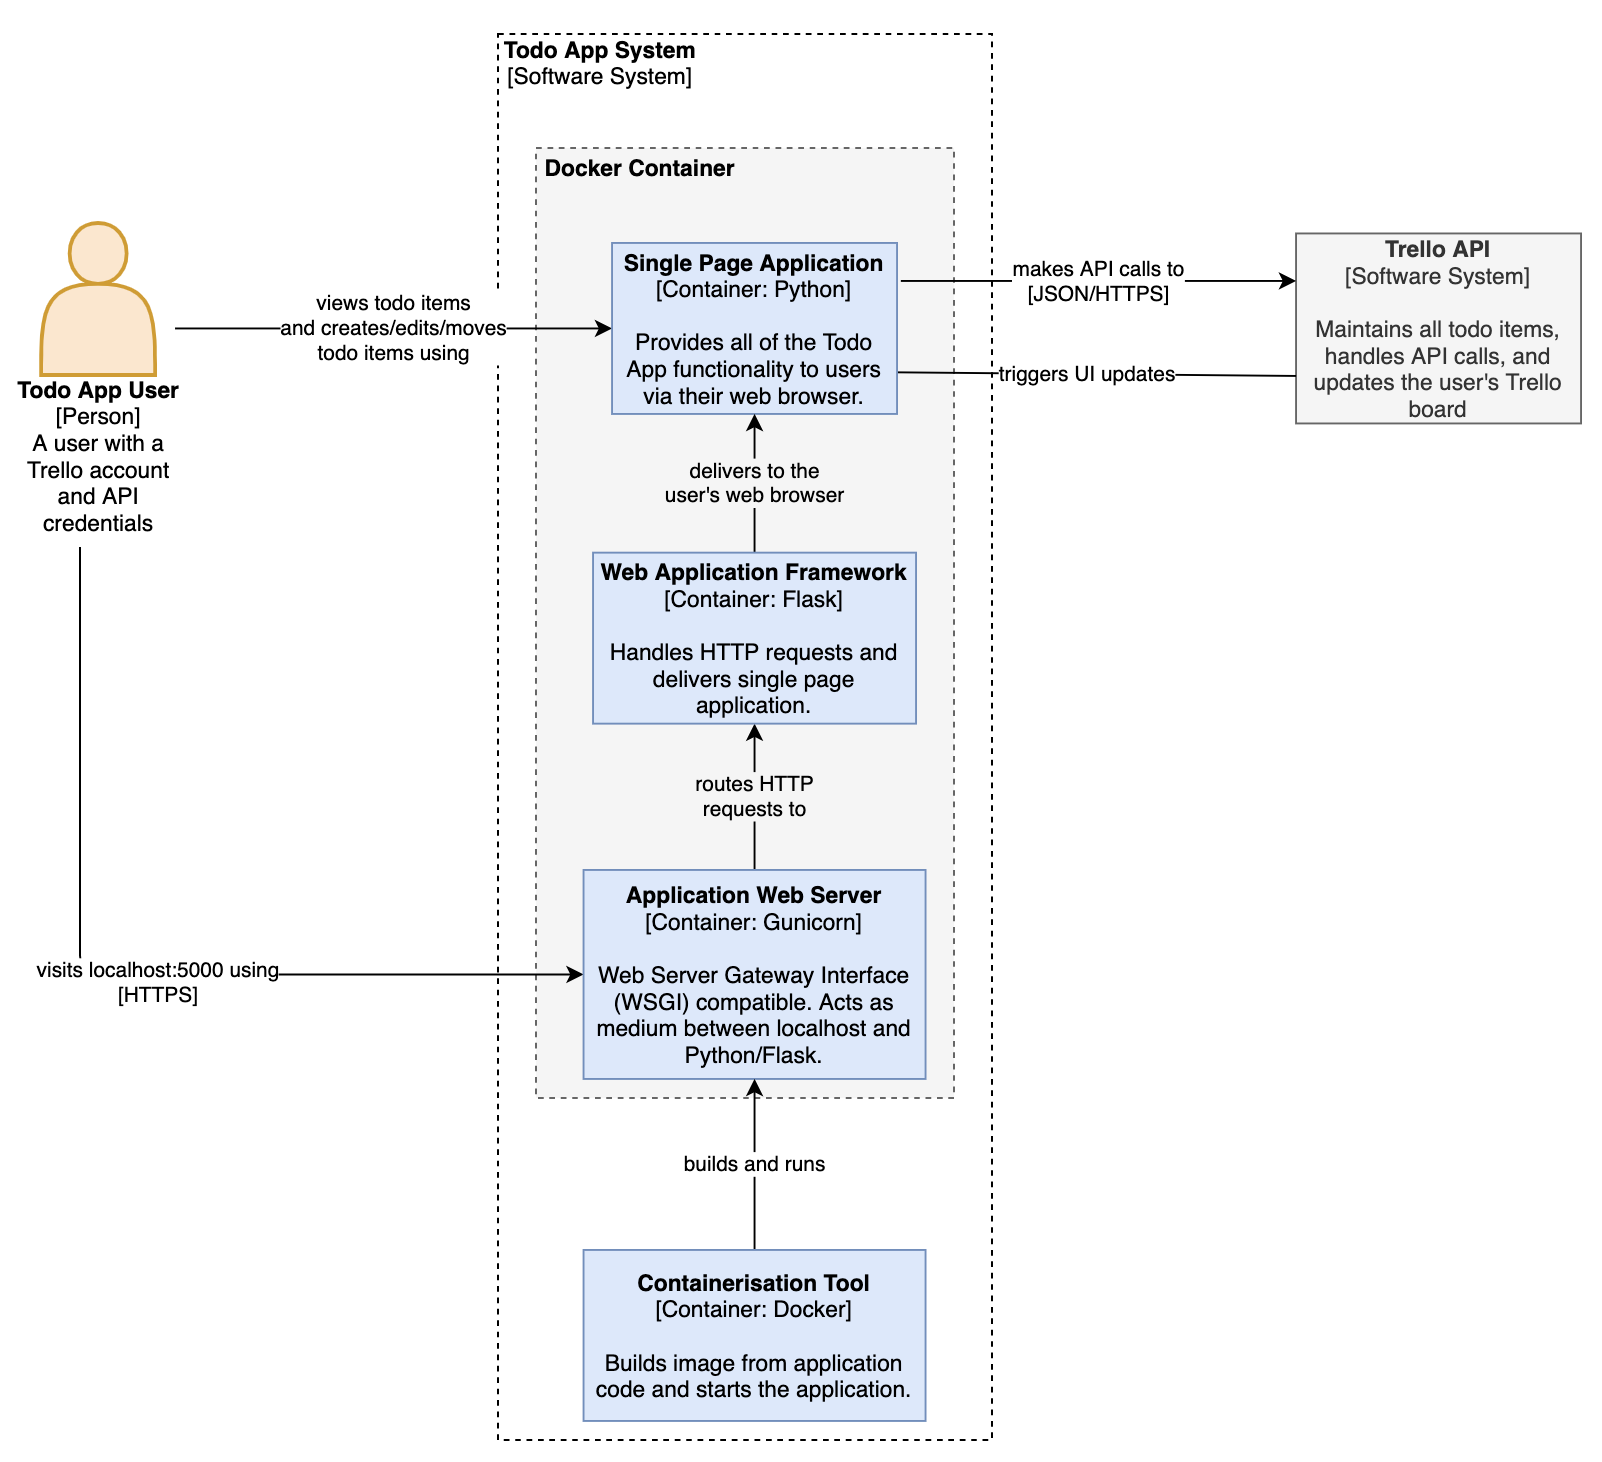 Todo App System
[Software System]
Docker Container
Single Page Application
[Container: Python]
Provides all of the Todo
App functionality to users
via their web browser.
makes API calls to
[JSON/HTTPS]
triggers UI updates
Trello API
[Software System]
Maintains all todo items,
handles API calls, and
updates the user's Trello
board
views todo items
and creates/edits/moves
todo items using
Todo App User
[Person]
A user with a
Trello account
and API
credentials
delivers to the
user's web browser
Web Application Framework
[Container: Flask]
Handles HTTP requests and
delivers single page
application.
routes HTTP
requests to
Application Web Server
[Container: Gunicorn]
Web Server Gateway Interface
(WSGI) compatible. Acts as
medium between localhost and
Python/Flask.
visits localhost:5000 using
[HTTPS]
builds and runs
Containerisation Tool
[Container: Docker]
Builds image from application
code and starts the application.